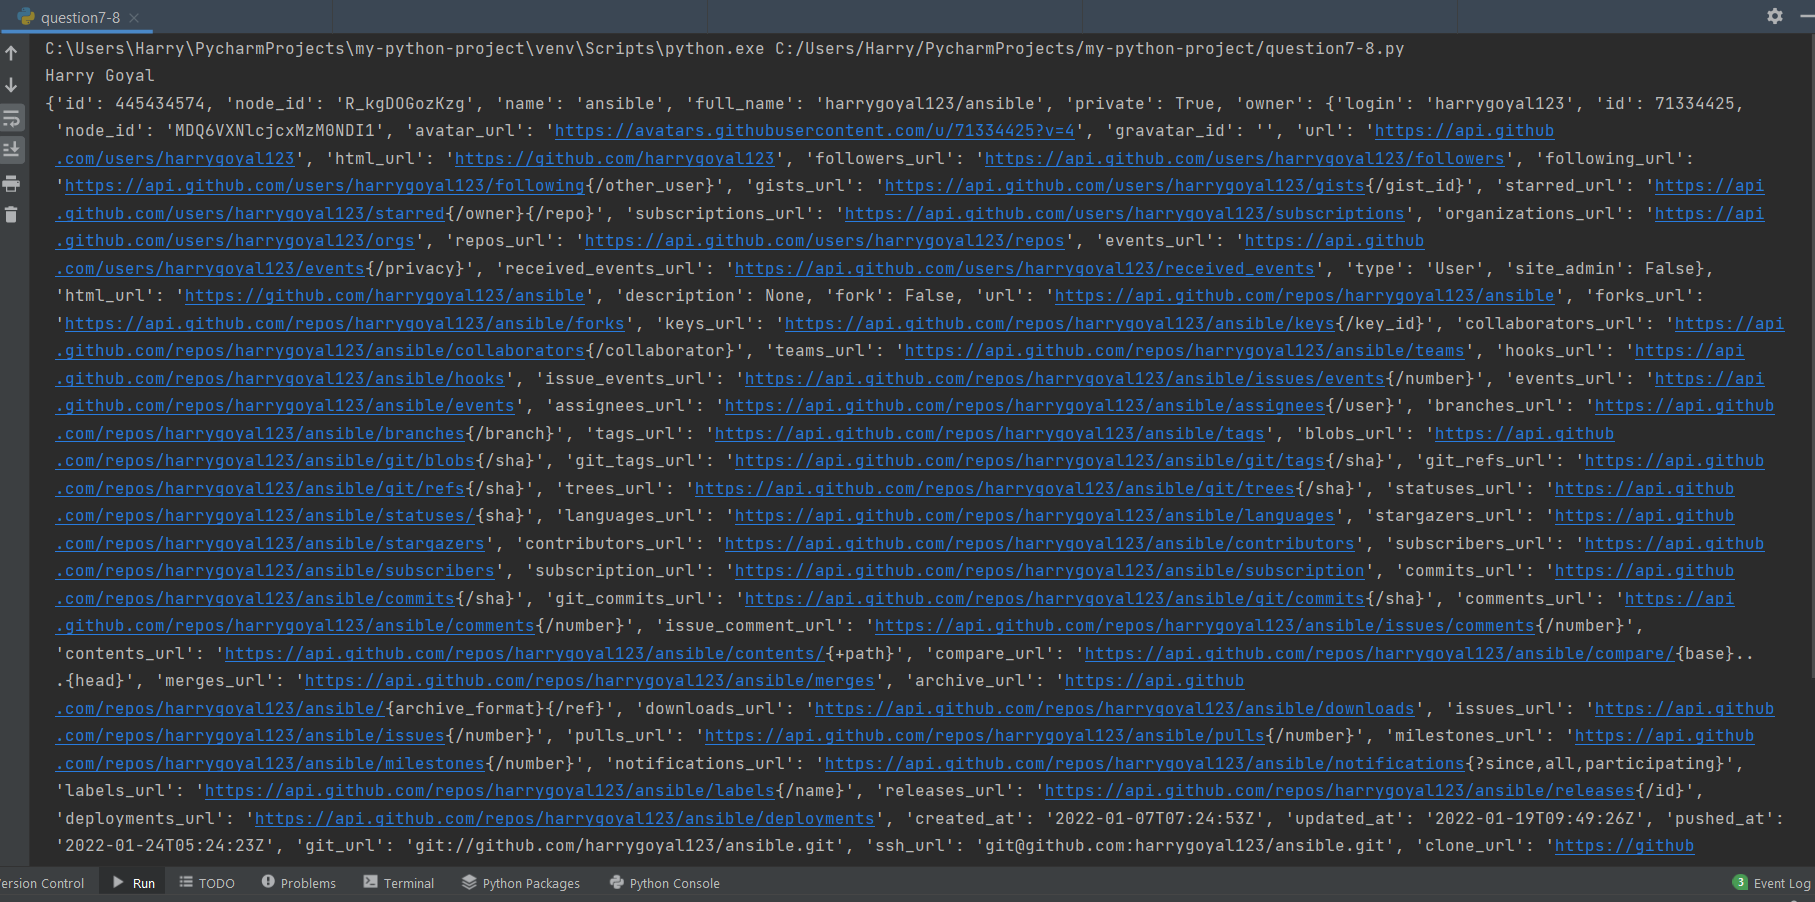 question7-8
C:\Users\Harry\PycharmProjects\my-python-project\venv\Scripts\python.exe C:/Users/Harry/PycharmProjects/my-python-project/question7-8.py
Harry Goyal
{'id': 445434574, 'node_id': 'R_kgDOGozKzg', 'name': 'ansible', 'full_name': 'harrygoyal123/ansible', 'private': True, 'owner': {'login': 'harrygoyal123', 'id': 71334425,
'node_id': 'MDQ6VXNlcjcxMzM0NDI1', 'avatar_url': 'https://avatars.githubusercontent.com/u/71334425?v=4', 'gravatar_id': '', 'url': 'https://api.github
.com/users/harrygoyal123', 'html_url': 'https://github.com/harrygoyal123', 'followers_url': 'https://api.github.com/users/harrygoyal123/followers', 'following_url':
'https://api.github.com/users/harrygoyal123/following{/other_user}', 'gists_url': 'https://api.github.com/users/harrygoyal123/gists{/gist_id}', 'starred_url': 'https://api
.github.com/users/harrygoyal123/starred{/owner}{/repo}', 'subscriptions_url': 'https://api.github.com/users/harrygoyal123/subscriptions', 'organizations_url': 'https://api
.github.com/users/harrygoyal123/orgs', 'repos_url': 'https://api.github.com/users/harrygoyal123/repos', 'events_url': 'https://api.github
.com/users/harrygoyal123/events{/privacy}', 'received_events_url': 'https://api.github.com/users/harrygoyal123/received_events', 'type': 'User', 'site_admin': False},
'html_url': 'https://github.com/harrygoyal123/ansible', 'description': None, 'fork': False, 'url': 'https://api.github.com/repos/harrygoyal123/ansible', 'forks_url':
'https://api.github.com/repos/harrygoyal123/ansible/forks', 'keys_url': 'https://api.github.com/repos/harrygoyal123/ansible/keys{/key_id}', 'collaborators_url': 'https://api
.github.com/repos/harrygoyal123/ansible/collaborators{/collaborator}', 'teams_url': 'https://api.github.com/repos/harrygoyal123/ansible/teams', 'hooks_url': 'https://api
.github.com/repos/harrygoyal123/ansible/hooks', 'issue_events_url': 'https://api.github.com/repos/harrygoyal123/ansible/issues/events{/number}', 'events_url': 'https://api
.github.com/repos/harrygoyal123/ansible/events', 'assignees_url': 'https://api.github.com/repos/harrygoyal123/ansible/assignees{/user}', 'branches_url': 'https://api.github
.com/repos/harrygoyal123/ansible/branches{/branch}', 'tags_url': 'https://api.github.com/repos/harrygoyal123/ansible/tags', 'blobs_url': 'https://api.github
.com/repos/harrygoyal123/ansible/git/blobs{/sha}', 'git_tags_url': 'https://api.github.com/repos/harrygoyal123/ansible/git/tags{/sha}', 'git_refs_url': 'https://api.github
.com/repos/harrygoyal123/ansible/git/refs{/sha}', 'trees_url': 'https://api.github.com/repos/harrygoyal123/ansible/git/trees{/sha}', 'statuses_url': 'https://api.github
.com/repos/harrygoyal123/ansible/statuses/{sha}', 'languages_url': 'https://api.github.com/repos/harrygoyal123/ansible/languages', 'stargazers_url': 'https://api.github
.com/repos/harrygoyal123/ansible/stargazers', 'contributors_url': 'https://api.github.com/repos/harrygoyal123/ansible/contributors', 'subscribers_url': 'https://api.github
.com/repos/harrygoyal123/ansible/subscribers', 'subscription_url': 'https://api.github.com/repos/harrygoyal123/ansible/subscription', 'commits_url': 'https://api.github
.com/repos/harrygoyal123/ansible/commits{/sha}', 'git_commits_url': 'https://api.github.com/repos/harrygoyal123/ansible/git/commits{/sha}', 'comments_url': 'https://api
.github.com/repos/harrygoyal123/ansible/comments{/number}', 'issue_comment_url': 'https://api.github.com/repos/harrygoyal123/ansible/issues/comments{/number}',
'contents_url': 'https://api.github.com/repos/harrygoyal123/ansible/contents/{+path}', 'compare_url': 'https://api.github.com/repos/harrygoyal123/ansible/compare/{base}..
.{head}', 'merges_url': 'https://api.github.com/repos/harrygoyal123/ansible/merges', 'archive_url': 'https://api.github
.com/repos/harrygoyal123/ansible/{archive_format}{/ref}', 'downloads_url': 'https://api.github.com/repos/harrygoyal123/ansible/downloads', 'issues_url': 'https://api.github
.com/repos/harrygoyal123/ansible/issues{/number}', 'pulls_url': 'https://api.github.com/repos/harrygoyal123/ansible/pulls{/number}', 'milestones_url': 'https://api.github
.com/repos/harrygoyal123/ansible/milestones{/number}', 'notifications_url': 'https://api.github.com/repos/harrygoyal123/ansible/notifications{?since,all,participating}',
'labels_url': 'https://api.github.com/repos/harrygoyal123/ansible/labels{/name}', 'releases_url': 'https://api.github.com/repos/harrygoyal123/ansible/releases{/id}',
'deployments_url': 'https://api.github.com/repos/harrygoyal123/ansible/deployments', 'created_at': '2022-01-07T07:24:53Z', 'updated_at': '2022-01-19T09:49:26Z', 'pushed_at':
'2022-01-24T05:24:23Z', 'git_url': 'git://github.com/harrygoyal123/ansible.git', 'ssh_url': 'git@github.com:harrygoyal123/ansible.git', 'clone_url': 'https://github
ersion Control Run TODO Problems Terminal Python Packages Python Console 3 Event Log